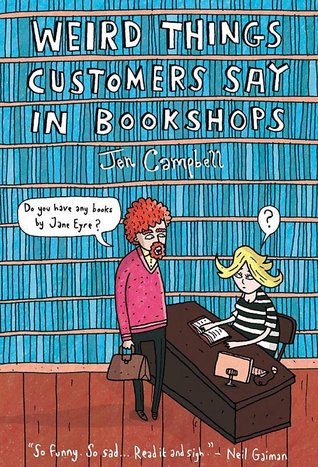 WEIRD THINGS
CUSTOMERS SAY
IN BOOKSHOPS
Jen Campbell
Do you have any books
by Jane Eyre?
?
"So funny. So sad... Read it and sigh." – Neil Gaiman